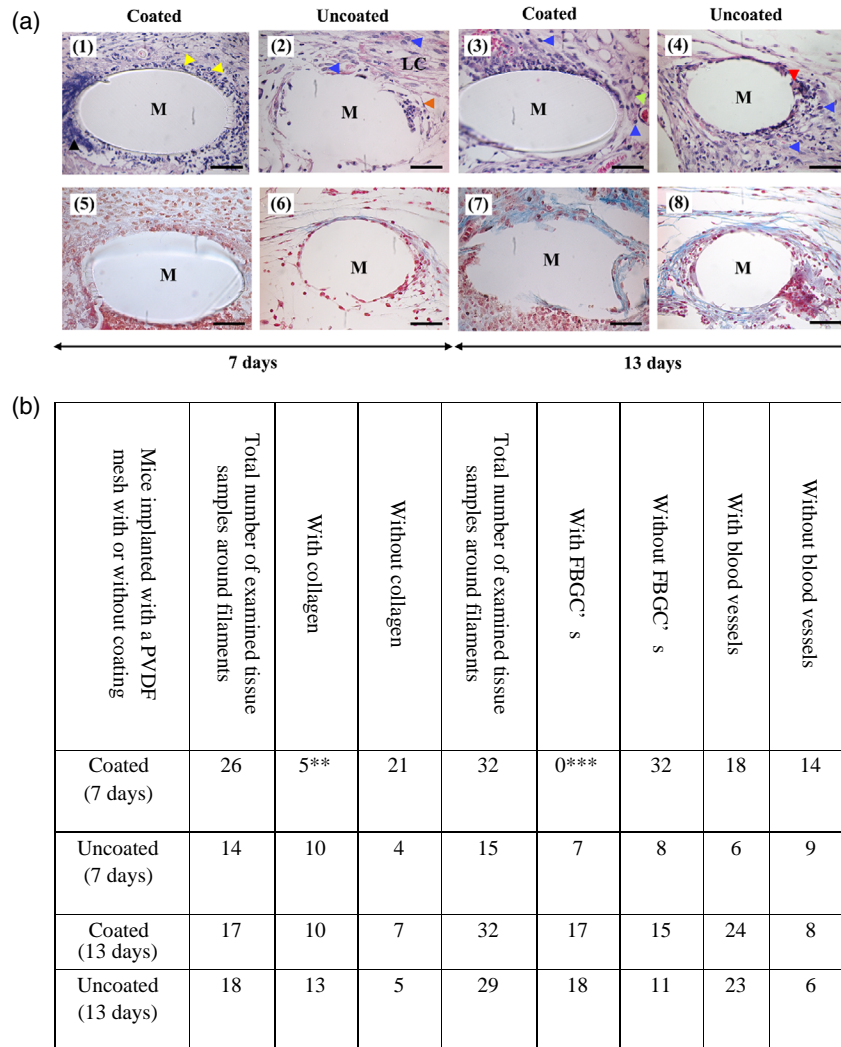 (a)
Coated Uncoated Coated Uncoated
(1) (2) (3) (4)
LC
M M M M
(5) (6) (7) (8)
M M M M
7 days 13 days
(b)
Mice implanted with a PVDF
mesh with or without coating
Total number of examined tissue
samples around filaments
With collagen
Without collagen
Total number of examined tissue
samples around filaments
With FBGC’ s
Without FBGC’ s
With blood vessels
Without blood vessels
Coated 26 5** 21 32 0*** 32 18 14
(7 days)
Uncoated 14 10 4 15 7 8 6 9
(7 days)
Coated 17 10 7 32 17 15 24 8
(13 days)
Uncoated 18 13 5 29 18 11 23 6
(13 days)